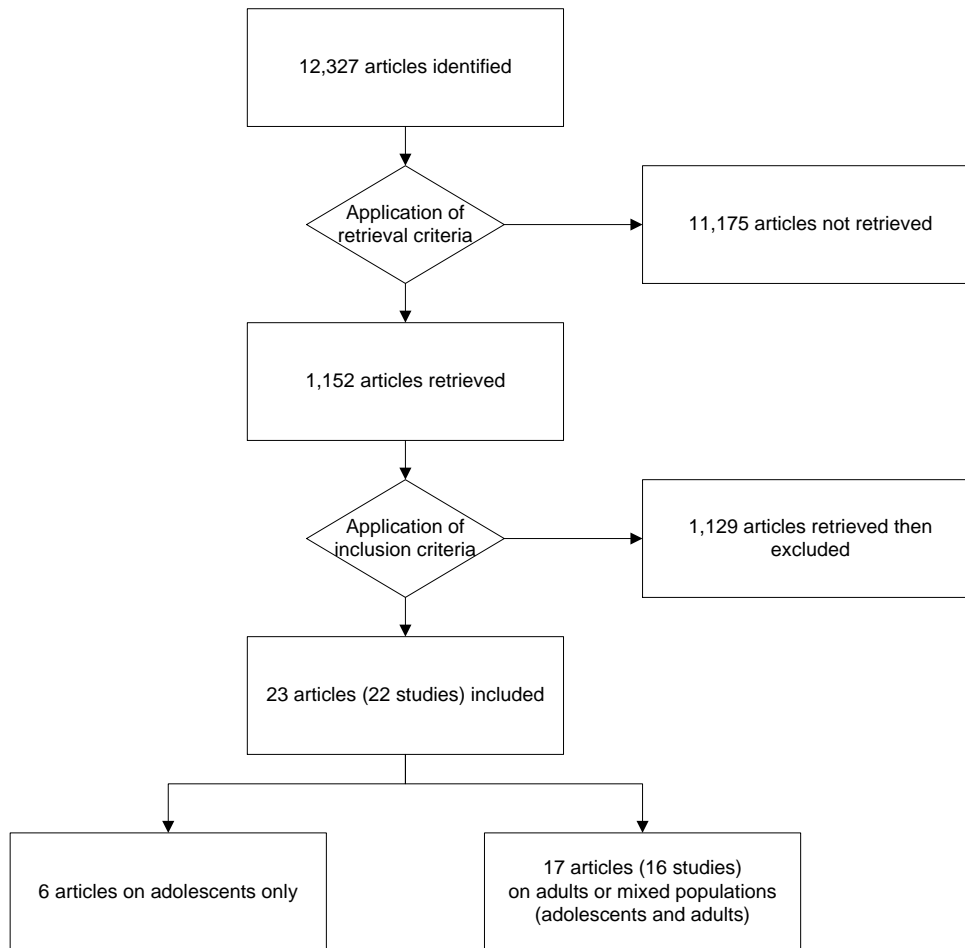 12,327 articles identified
Application of
retrieval criteria
11,175 articles not retrieved
1,152 articles retrieved
Application of
inclusion criteria
1,129 articles retrieved then
excluded
23 articles (22 studies) included
6 articles on adolescents only
17 articles (16 studies)
on adults or mixed populations
(adolescents and adults)